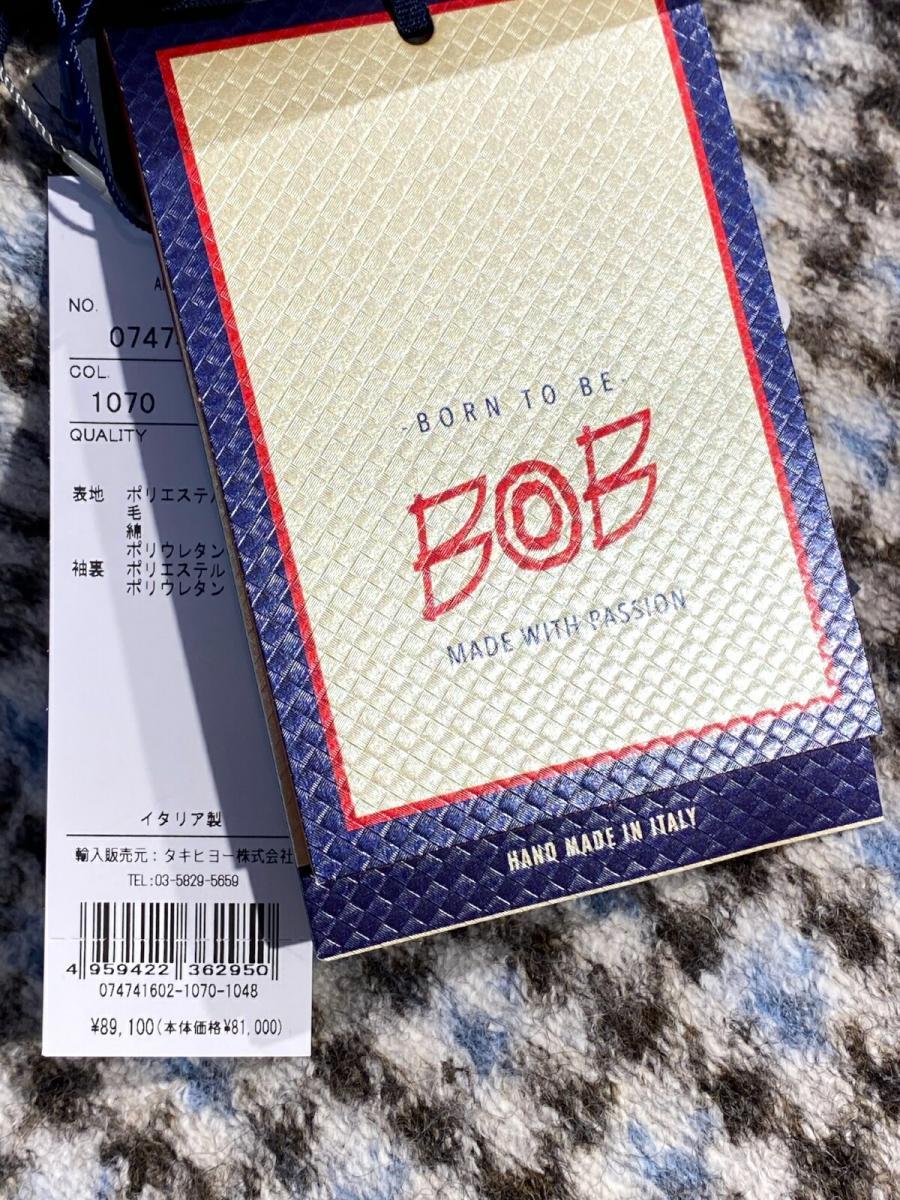 NO.
0747
COL.
1070
QUALITY
表地 ポリエステル
毛
綿
ポリウレタン
袖裏 ポリエステル
ポリウレタン
イタリア製
輸入販売元：タキヒヨー株式会社
TEL:03-5829-5659
4 959422 362950
074741602-1070-1048
¥89,100(本体価格¥81,000)
-BORN TO BE-
BOB
MADE WITH PASSION
HAND MADE IN ITALY